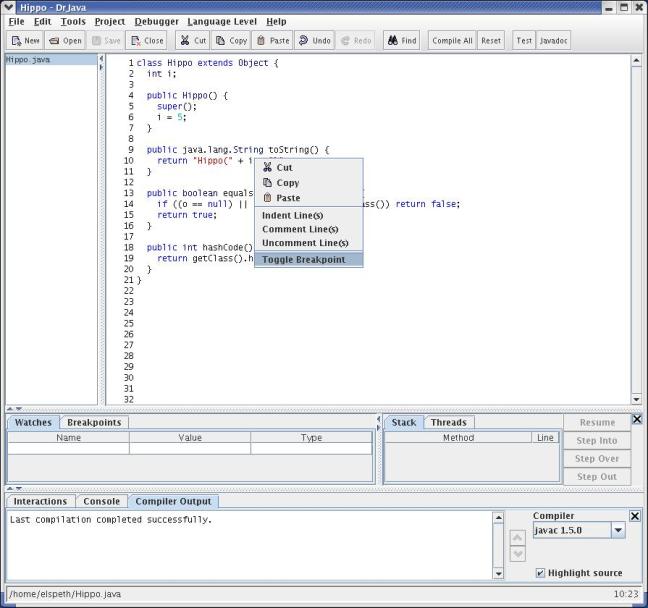 Hippo - DrJava
File Edit Tools Project Debugger Language Level Help
New Open Save Close Cut Copy Paste Undo Redo Find Compile All Reset Test Javadoc
Hippo.java
1 class Hippo extends Object {
2 int i;
3
4 public Hippo() {
5 super();
6 i = 5;
7 }
8
9 public java.lang.String toString() {
10 return "Hippo(" + i
11 }
12
13 public boolean equals {
14 if ((o == null) || ass()) return false;
15 return true;
16 }
17
18 public int hashCode()
19 return getClass().h
20 }
21 }
22
23
24
25
26
27
28
29
30
31
32
Cut
Copy
Paste
Indent Line(s)
Comment Line(s)
Uncomment Line(s)
Toggle Breakpoint
Watches Breakpoints
Name Value Type
Stack Threads
Method Line
Resume
Step Into
Step Over
Step Out
Interactions Console Compiler Output
Last compilation completed successfully.
Compiler
javac 1.5.0
Highlight source
/home/elspeth/Hippo.java 10:23